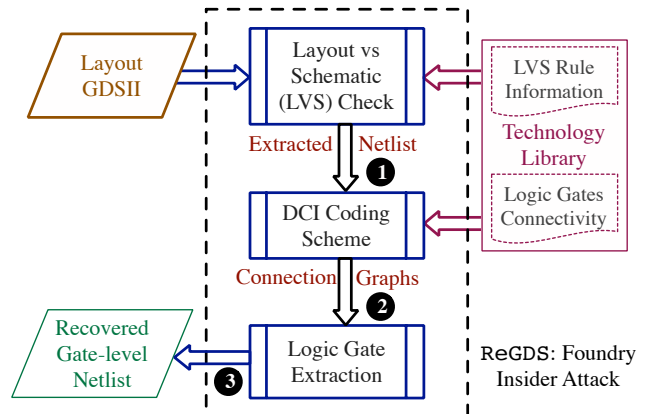 Layout
GDSII
Layout vs
Schematic
(LVS) Check
LVS Rule
Information
Technology
Library
Logic Gates
Connectivity
Extracted Netlist
1
DCI Coding
Scheme
Connection Graphs
2
Recovered
Gate-level
Netlist
3
Logic Gate
Extraction
ReGDS: Foundry
Insider Attack